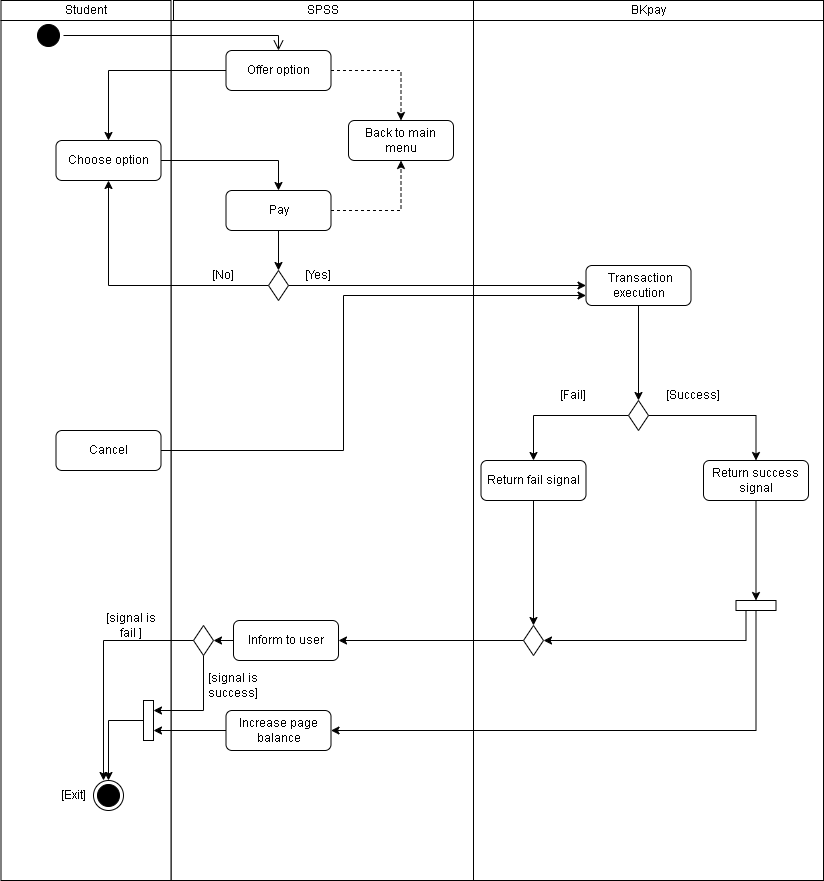 Student
SPSS
BKpay
Offer option
Back to main
menu
Choose option
Pay
[No]
[Yes]
Transaction
execution
[Fail]
[Success]
Cancel
Return fail signal
Return success
signal
[signal is
fail ]
Inform to user
[signal is
success]
Increase page
balance
[Exit]